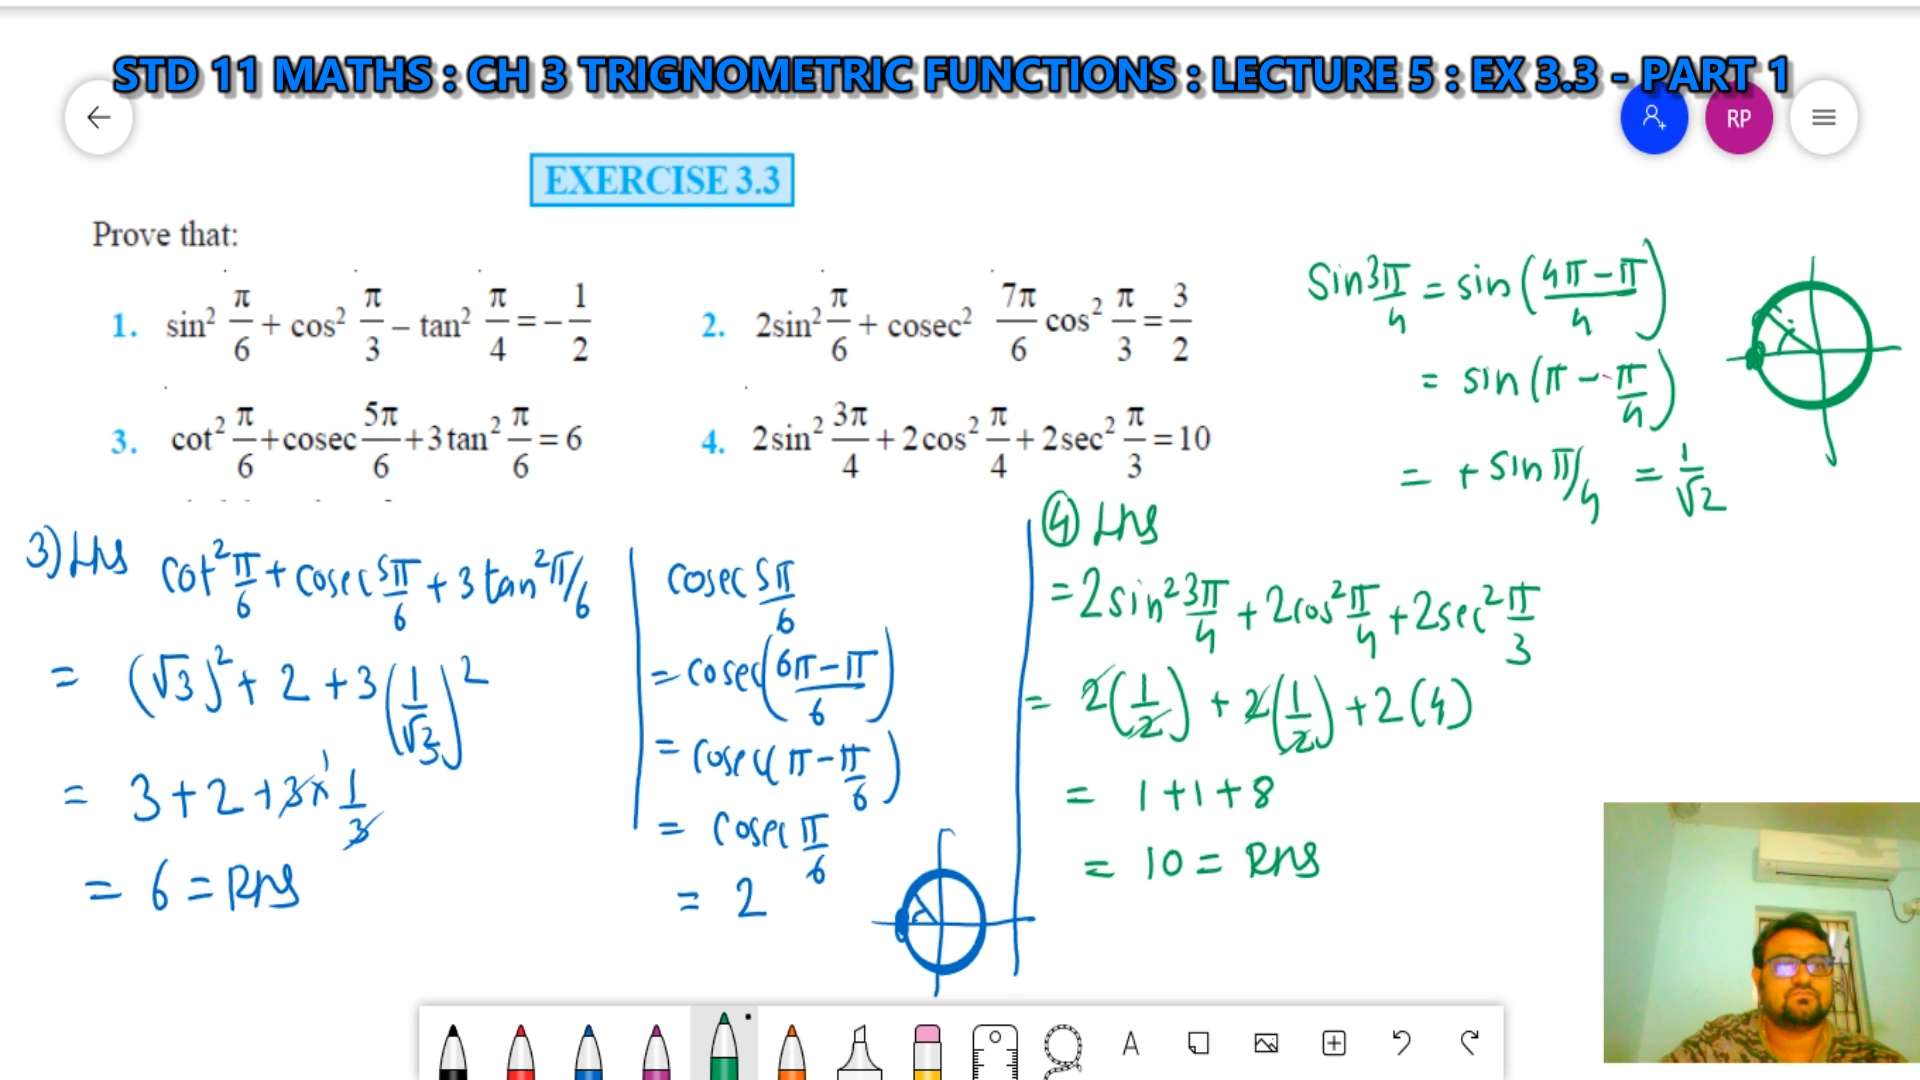 STD 11 MATHS : CH 3 TRIGNOMETRIC FUNCTIONS : LECTURE 5 : EX 3.3 - PART 1
RP
EXERCISE 3.3
Prove that:
1. sin² π/6 + cos² π/3 – tan² π/4 = – 1/2
2. 2sin² π/6 + cosec² 7π/6 cos² π/3 = 3/2
3. cot² π/6 + cosec 5π/6 + 3 tan² π/6 = 6
4. 2sin² 3π/4 + 2cos² π/4 + 2sec² π/3 = 10
Sin 3π/4 = sin (4π – π / 4)
= sin (π – π/4)
= + sin π/4 = 1/√2
3) LHS cot² π/6 + cosec 5π/6 + 3 tan² π/6
= (√3)² + 2 + 3 (1/√3)²
= 3 + 2 + 3 x 1/3 1
= 6 = RHS
cosec 5π/6
= cosec (6π – π / 6)
= cosec (π – π/6)
= cosec π/6
= 2
④ LHS
= 2 sin² 3π/4 + 2 cos² π/4 + 2 sec² π/3
= 2 (1/2) + 2 (1/2) + 2 (4)
= 1 + 1 + 8
= 10 = RHS
A